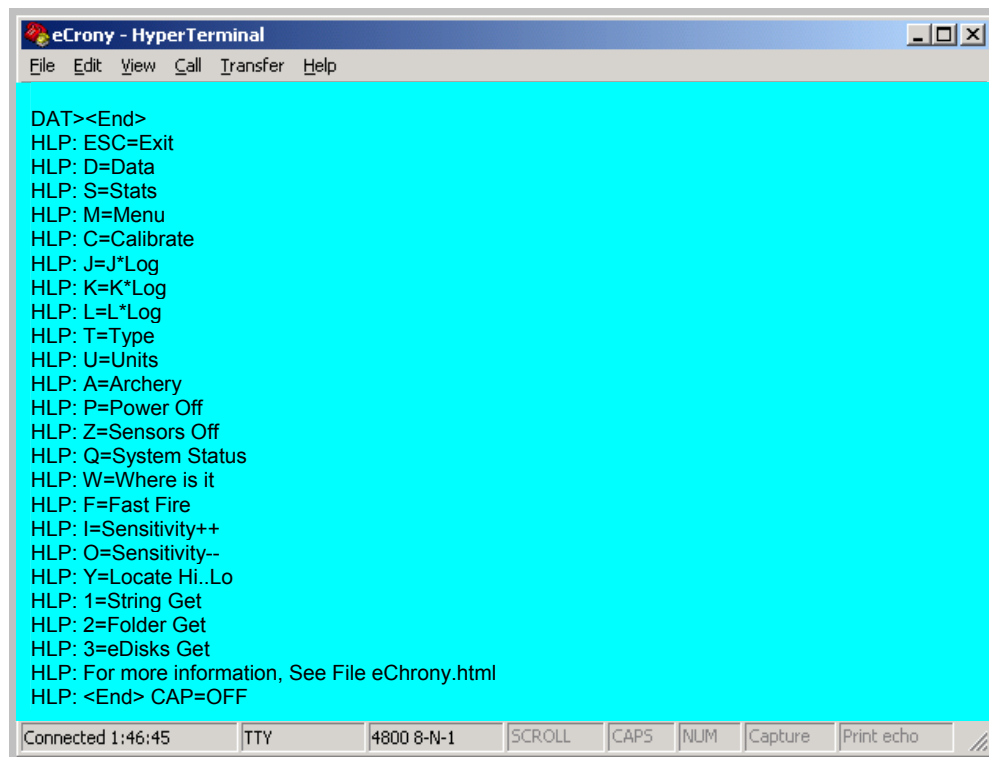 eCrony - HyperTerminal
File Edit View Call Transfer Help
DAT><End>
HLP: ESC=Exit
HLP: D=Data
HLP: S=Stats
HLP: M=Menu
HLP: C=Calibrate
HLP: J=J*Log
HLP: K=K*Log
HLP: L=L*Log
HLP: T=Type
HLP: U=Units
HLP: A=Archery
HLP: P=Power Off
HLP: Z=Sensors Off
HLP: Q=System Status
HLP: W=Where is it
HLP: F=Fast Fire
HLP: I=Sensitivity++
HLP: O=Sensitivity--
HLP: Y=Locate Hi..Lo
HLP: 1=String Get
HLP: 2=Folder Get
HLP: 3=eDisks Get
HLP: For more information, See File eChrony.html
HLP: <End> CAP=OFF
Connected 1:46:45 TTY 4800 8-N-1 SCROLL CAPS NUM Capture Print echo